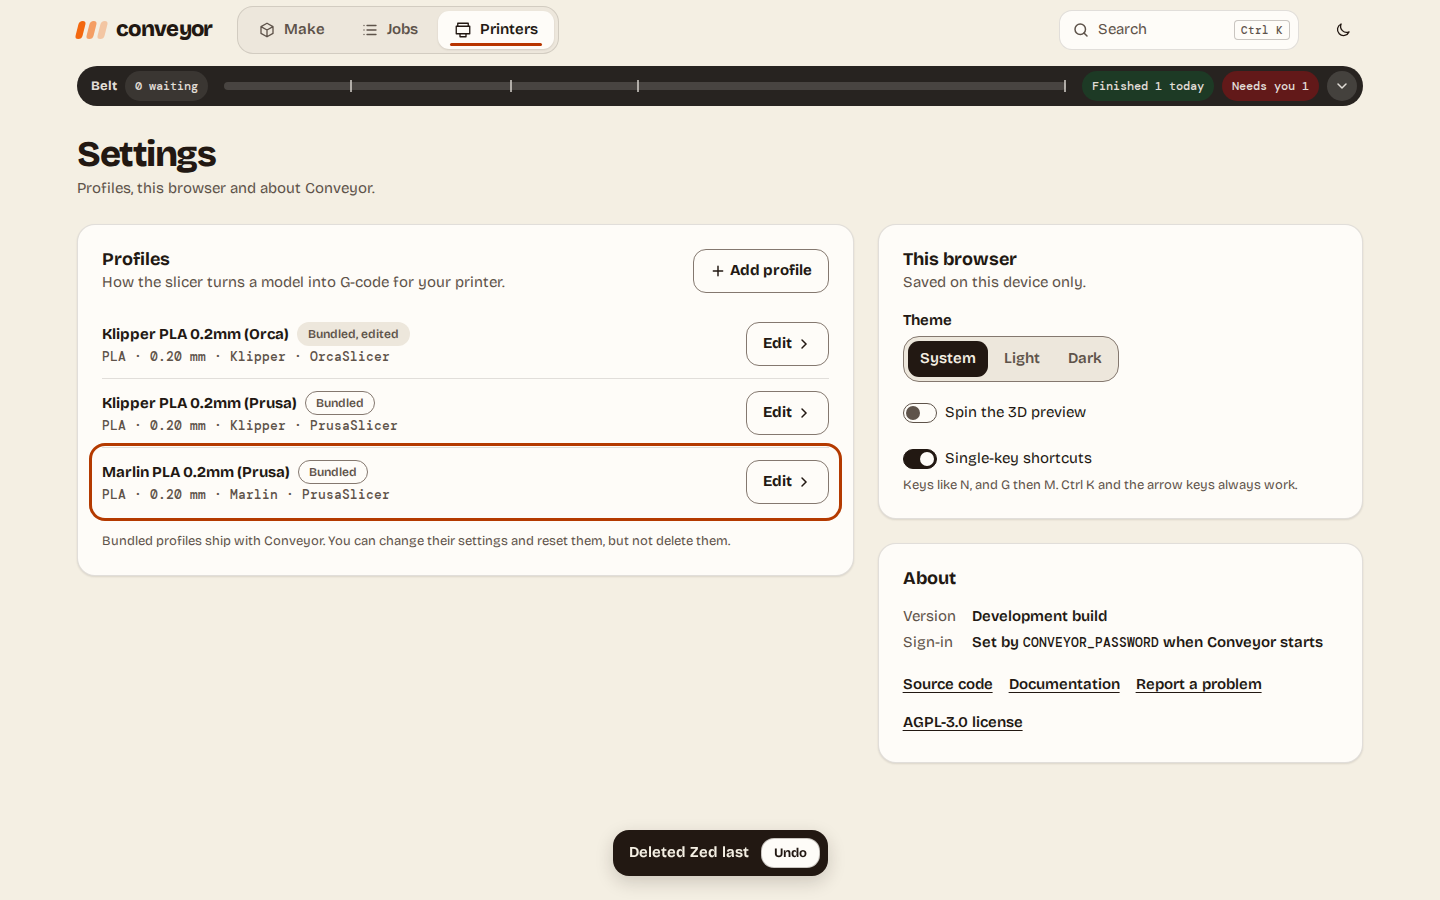 conveyor
Make
Jobs
Printers
Search
Ctrl K
Belt
0 waiting
Finished 1 today
Needs you 1
Settings
Profiles, this browser and about Conveyor.
Profiles
How the slicer turns a model into G-code for your printer.
Add profile
Klipper PLA 0.2mm (Orca)
Bundled, edited
PLA · 0.20 mm · Klipper · OrcaSlicer
Edit
Klipper PLA 0.2mm (Prusa)
Bundled
PLA · 0.20 mm · Klipper · PrusaSlicer
Edit
Marlin PLA 0.2mm (Prusa)
Bundled
PLA · 0.20 mm · Marlin · PrusaSlicer
Edit
Bundled profiles ship with Conveyor. You can change their settings and reset them, but not delete them.
This browser
Saved on this device only.
Theme
System
Light
Dark
Spin the 3D preview
Single-key shortcuts
Keys like N, and G then M. Ctrl K and the arrow keys always work.
About
Version Development build
Sign-in Set by CONVEYOR_PASSWORD when Conveyor starts
Source code Documentation Report a problem
AGPL-3.0 license
Deleted Zed last
Undo